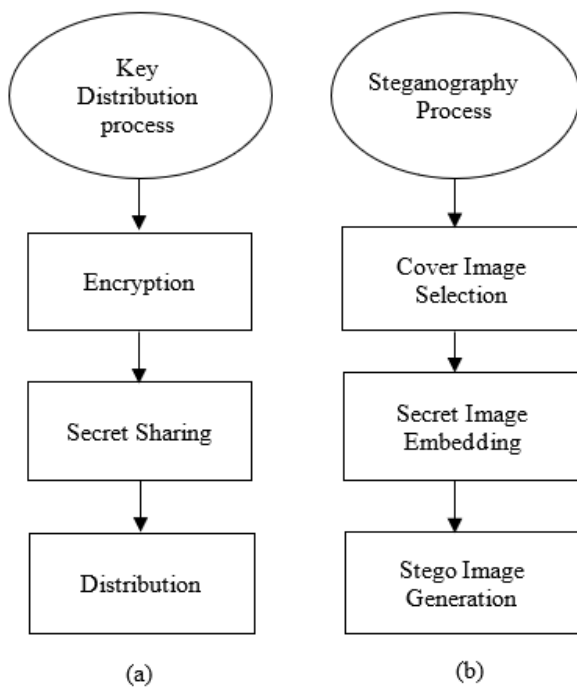 Key
Distribution
process
Encryption
Secret Sharing
Distribution
(a)
Steganography
Process
Cover Image
Selection
Secret Image
Embedding
Stego Image
Generation
(b)